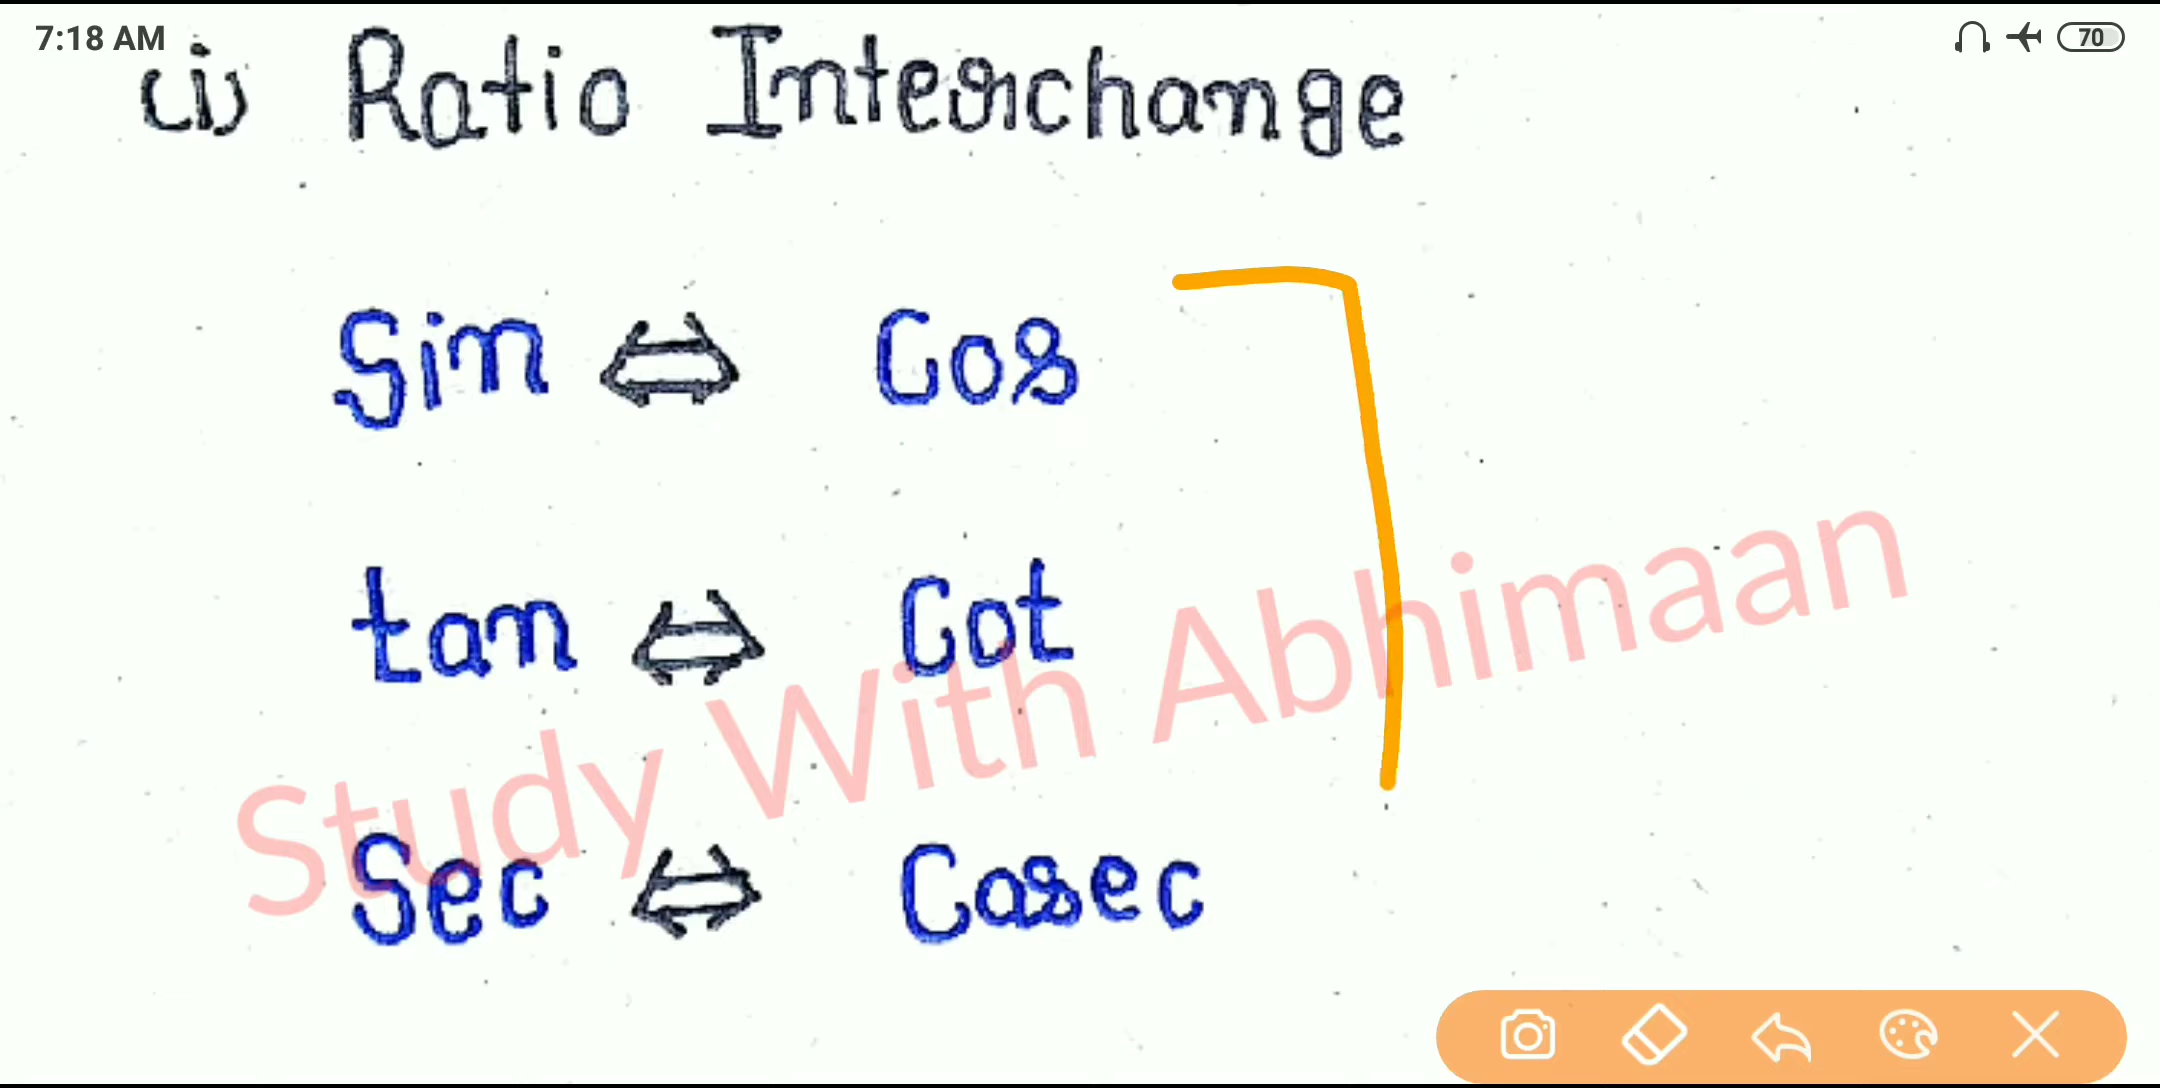 7:18 AM 70
(i) Ratio Interchange
Sin ⇔ Cos
tan ⇔ Cot
Sec ⇔ Cosec
Study With Abhimaan